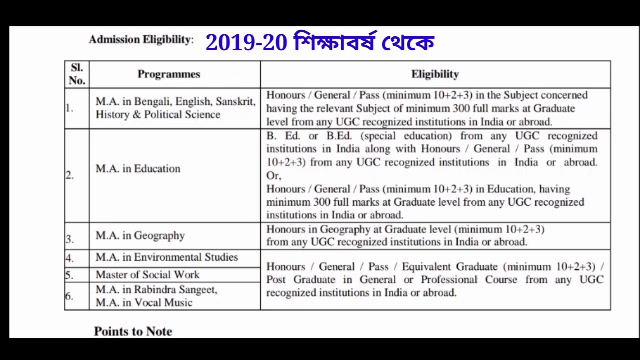 Admission Eligibility: 2019-20 শিক্ষাবর্ষ থেকে
Sl. No. Programmes Eligibility
1. M.A. in Bengali, English, Sanskrit,
History & Political Science
Honours / General / Pass (minimum 10+2+3) in the Subject concerned
having the relevant Subject of minimum 300 full marks at Graduate
level from any UGC recognized institutions in India or abroad.
2. M.A. in Education
B. Ed. or B.Ed. (special education) from any UGC recognized
institutions in India along with Honours / General / Pass (minimum
10+2+3) from any UGC recognized institutions in India or abroad.
Or,
Honours / General / Pass (minimum 10+2+3) in Education, having
minimum 300 full marks at Graduate level from any UGC recognized
institutions in India or abroad.
3. M.A. in Geography
Honours in Geography at Graduate level (minimum 10+2+3)
from any UGC recognized institutions in India or abroad.
4. M.A. in Environmental Studies
5. Master of Social Work
6. M.A. in Rabindra Sangeet,
M.A. in Vocal Music
Honours / General / Pass / Equivalent Graduate (minimum 10+2+3) /
Post Graduate in General or Professional Course from any UGC
recognized institutions in India or abroad.
Points to Note